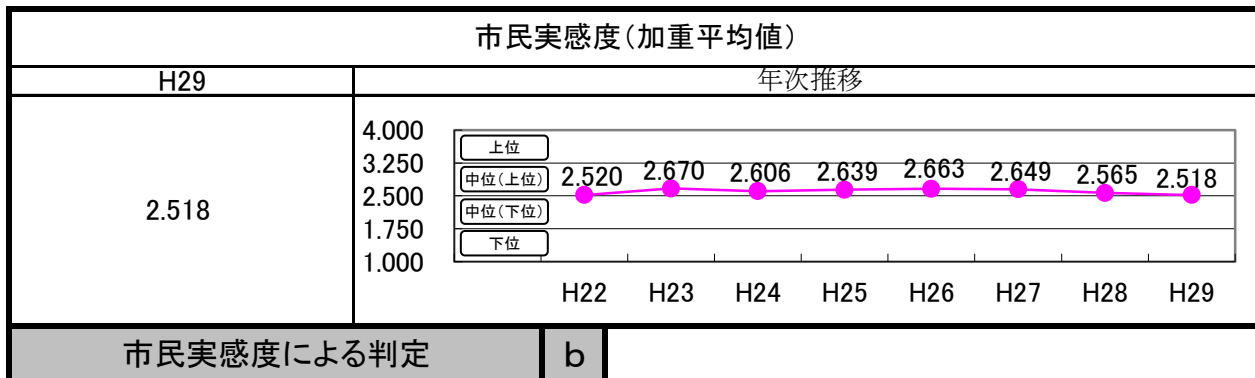 市民実感度(加重平均値)
H29 年次推移
2.518
4.000
3.250
2.500
1.750
1.000
上位
中位(上位)
中位(下位)
下位
2.520 2.670 2.606 2.639 2.663 2.649 2.565 2.518
H22 H23 H24 H25 H26 H27 H28 H29
市民実感度による判定 b